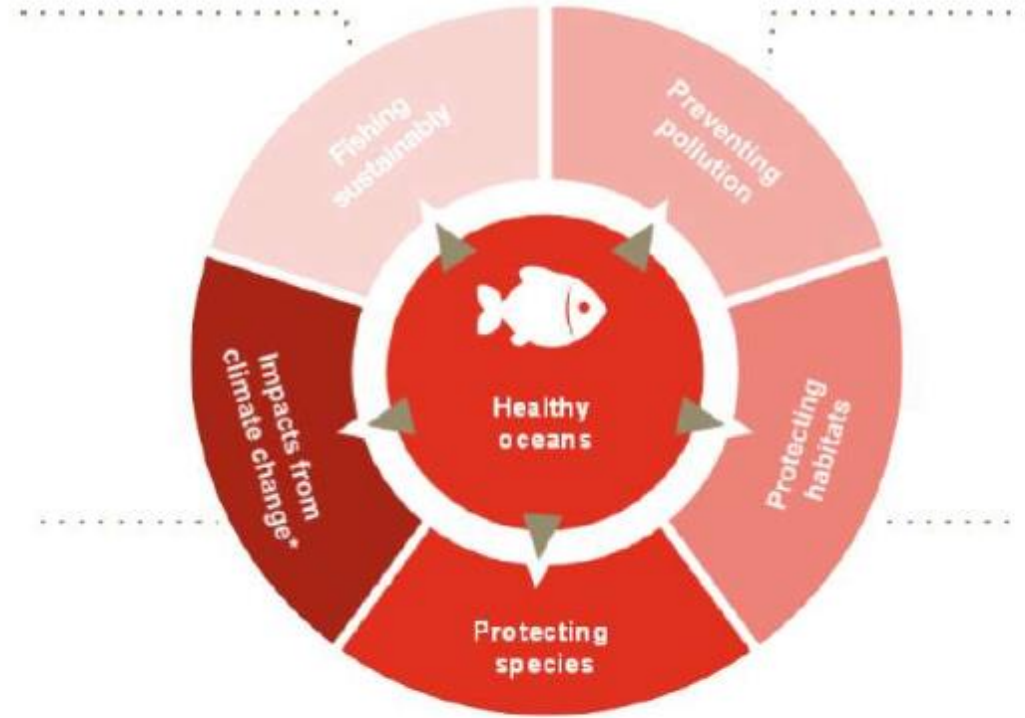 Fishing
sustainably
Preventing
pollution
Impacts from
climate change*
Healthy
oceans
Protecting
habitats
Protecting
species